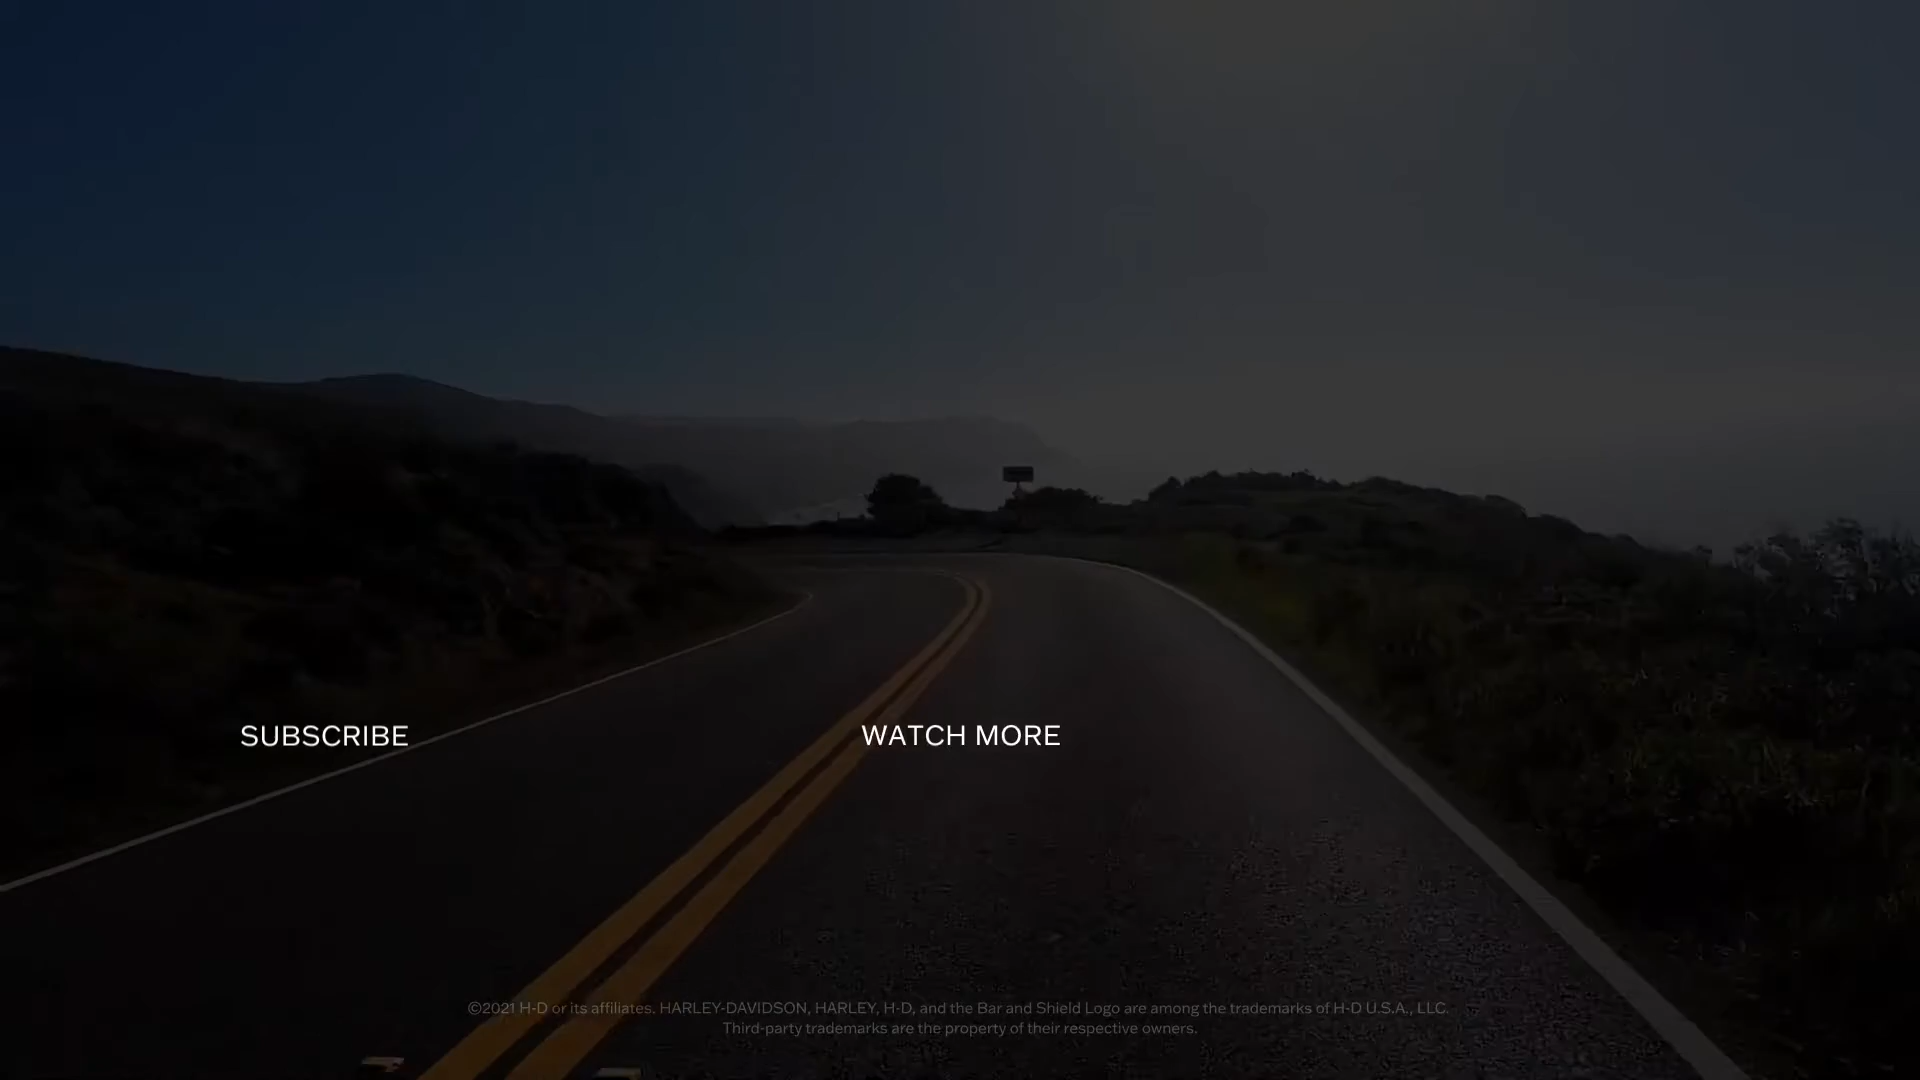 SUBSCRIBE
WATCH MORE
©2021 H-D or its affiliates. HARLEY-DAVIDSON, HARLEY, H-D, and the Bar and Shield Logo are among the trademarks of H-D U.S.A., LLC.
Third-party trademarks are the property of their respective owners.